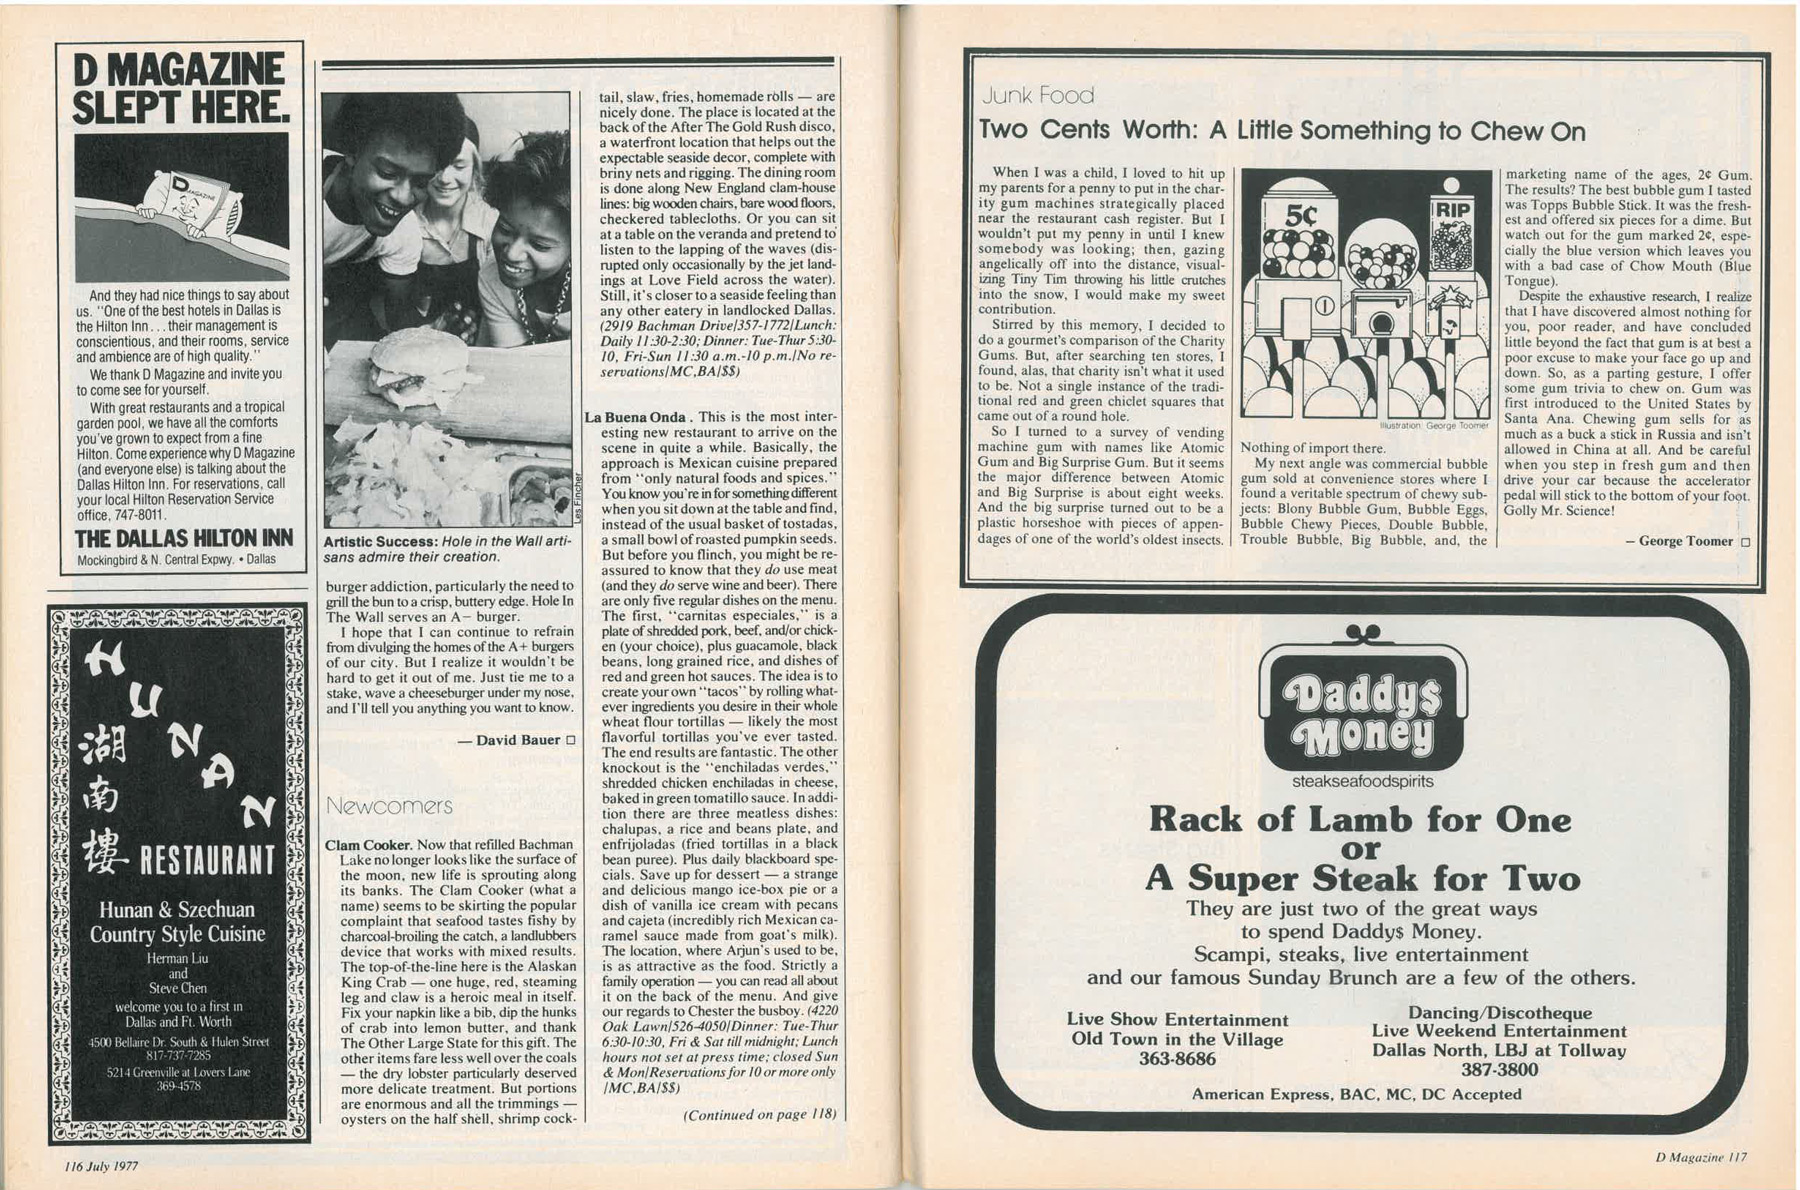 D MAGAZINE
SLEPT HERE.
D MAGAZINE
And they had nice things to say about
us. "One of the best hotels in Dallas is
the Hilton Inn...their management is
conscientious, and their rooms, service
and ambience are of high quality."
We thank D Magazine and invite you
to come see for yourself.
With great restaurants and a tropical
garden pool, we have all the comforts
you've grown to expect from a fine
Hilton. Come experience why D Magazine
(and everyone else) is talking about the
Dallas Hilton Inn. For reservations, call
your local Hilton Reservation Service
office, 747-8011.
THE DALLAS HILTON INN
Mockingbird & N. Central Expwy. • Dallas
HUNAN
湖南樓
RESTAURANT
Hunan & Szechuan
Country Style Cuisine
Herman Liu
and
Steve Chen
welcome you to a first in
Dallas and Ft. Worth
4500 Bellaire Dr. South & Hulen Street
817-737-7285
5214 Greenville at Lovers Lane
369-4578
116 July 1977
Les Fincher
Artistic Success: Hole in the Wall arti-
sans admire their creation.
burger addiction, particularly the need to
grill the bun to a crisp, buttery edge. Hole In
The Wall serves an A− burger.
I hope that I can continue to refrain
from divulging the homes of the A+ burgers
of our city. But I realize it wouldn't be
hard to get it out of me. Just tie me to a
stake, wave a cheeseburger under my nose,
and I'll tell you anything you want to know.
— David Bauer □
Newcomers
Clam Cooker. Now that refilled Bachman
Lake no longer looks like the surface of
the moon, new life is sprouting along
its banks. The Clam Cooker (what a
name) seems to be skirting the popular
complaint that seafood tastes fishy by
charcoal-broiling the catch, a landlubbers
device that works with mixed results.
The top-of-the-line here is the Alaskan
King Crab — one huge, red, steaming
leg and claw is a heroic meal in itself.
Fix your napkin like a bib, dip the hunks
of crab into lemon butter, and thank
The Other Large State for this gift. The
other items fare less well over the coals
— the dry lobster particularly deserved
more delicate treatment. But portions
are enormous and all the trimmings —
oysters on the half shell, shrimp cock-
tail, slaw, fries, homemade rolls — are
nicely done. The place is located at the
back of the After The Gold Rush disco,
a waterfront location that helps out the
expectable seaside decor, complete with
briny nets and rigging. The dining room
is done along New England clam-house
lines: big wooden chairs, bare wood floors,
checkered tablecloths. Or you can sit
at a table on the veranda and pretend to
listen to the lapping of the waves (dis-
rupted only occasionally by the jet land-
ings at Love Field across the water).
Still, it's closer to a seaside feeling than
any other eatery in landlocked Dallas.
(2919 Bachman Drive/357-1772/Lunch:
Daily 11:30-2:30; Dinner: Tue-Thur 5:30-
10, Fri-Sun 11:30 a.m.-10 p.m./No re-
servations/MC,BA/$$)
La Buena Onda . This is the most inter-
esting new restaurant to arrive on the
scene in quite a while. Basically, the
approach is Mexican cuisine prepared
from "only natural foods and spices."
You know you're in for something different
when you sit down at the table and find,
instead of the usual basket of tostadas,
a small bowl of roasted pumpkin seeds.
But before you flinch, you might be re-
assured to know that they do use meat
(and they do serve wine and beer). There
are only five regular dishes on the menu.
The first, "carnitas especiales," is a
plate of shredded pork, beef, and/or chick-
en (your choice), plus guacamole, black
beans, long grained rice, and dishes of
red and green hot sauces. The idea is to
create your own "tacos" by rolling what-
ever ingredients you desire in their whole
wheat flour tortillas — likely the most
flavorful tortillas you've ever tasted.
The end results are fantastic. The other
knockout is the "enchiladas verdes,"
shredded chicken enchiladas in cheese,
baked in green tomatillo sauce. In addi-
tion there are three meatless dishes:
chalupas, a rice and beans plate, and
enfrijoladas (fried tortillas in a black
bean puree). Plus daily blackboard spe-
cials. Save up for dessert — a strange
and delicious mango ice-box pie or a
dish of vanilla ice cream with pecans
and cajeta (incredibly rich Mexican ca-
ramel sauce made from goat's milk).
The location, where Arjun's used to be,
is as attractive as the food. Strictly a
family operation — you can read all about
it on the back of the menu. And give
our regards to Chester the busboy. (4220
Oak Lawn/526-4050/Dinner: Tue-Thur
6:30-10:30, Fri & Sat till midnight; Lunch
hours not set at press time; closed Sun
& Mon/Reservations for 10 or more only
/MC,BA/$$)
(Continued on page 118)
Junk Food
Two Cents Worth: A Little Something to Chew On
When I was a child, I loved to hit up
my parents for a penny to put in the char-
ity gum machines strategically placed
near the restaurant cash register. But I
wouldn't put my penny in until I knew
somebody was looking; then, gazing
angelically off into the distance, visual-
izing Tiny Tim throwing his little crutches
into the snow, I would make my sweet
contribution.
Stirred by this memory, I decided to
do a gourmet's comparison of the Charity
Gums. But, after searching ten stores, I
found, alas, that charity isn't what it used
to be. Not a single instance of the tradi-
tional red and green chiclet squares that
came out of a round hole.
So I turned to a survey of vending
machine gum with names like Atomic
Gum and Big Surprise Gum. But it seems
the major difference between Atomic
and Big Surprise is about eight weeks.
And the big surprise turned out to be a
plastic horseshoe with pieces of appen-
dages of one of the world's oldest insects.
5¢
RIP
Illustration: George Toomer
Nothing of import there.
My next angle was commercial bubble
gum sold at convenience stores where I
found a veritable spectrum of chewy sub-
jects: Blony Bubble Gum, Bubble Eggs,
Bubble Chewy Pieces, Double Bubble,
Trouble Bubble, Big Bubble, and, the
marketing name of the ages, 2¢ Gum.
The results? The best bubble gum I tasted
was Topps Bubble Stick. It was the fresh-
est and offered six pieces for a dime. But
watch out for the gum marked 2¢, espe-
cially the blue version which leaves you
with a bad case of Chow Mouth (Blue
Tongue).
Despite the exhaustive research, I realize
that I have discovered almost nothing for
you, poor reader, and have concluded
little beyond the fact that gum is at best a
poor excuse to make your face go up and
down. So, as a parting gesture, I offer
some gum trivia to chew on. Gum was
first introduced to the United States by
Santa Ana. Chewing gum sells for as
much as a buck a stick in Russia and isn't
allowed in China at all. And be careful
when you step in fresh gum and then
drive your car because the accelerator
pedal will stick to the bottom of your foot.
Golly Mr. Science!
— George Toomer □
Daddy$
Money
steakseafoodspirits
Rack of Lamb for One
or
A Super Steak for Two
They are just two of the great ways
to spend Daddy$ Money.
Scampi, steaks, live entertainment
and our famous Sunday Brunch are a few of the others.
Live Show Entertainment
Old Town in the Village
363-8686
Dancing/Discotheque
Live Weekend Entertainment
Dallas North, LBJ at Tollway
387-3800
American Express, BAC, MC, DC Accepted
D Magazine 117